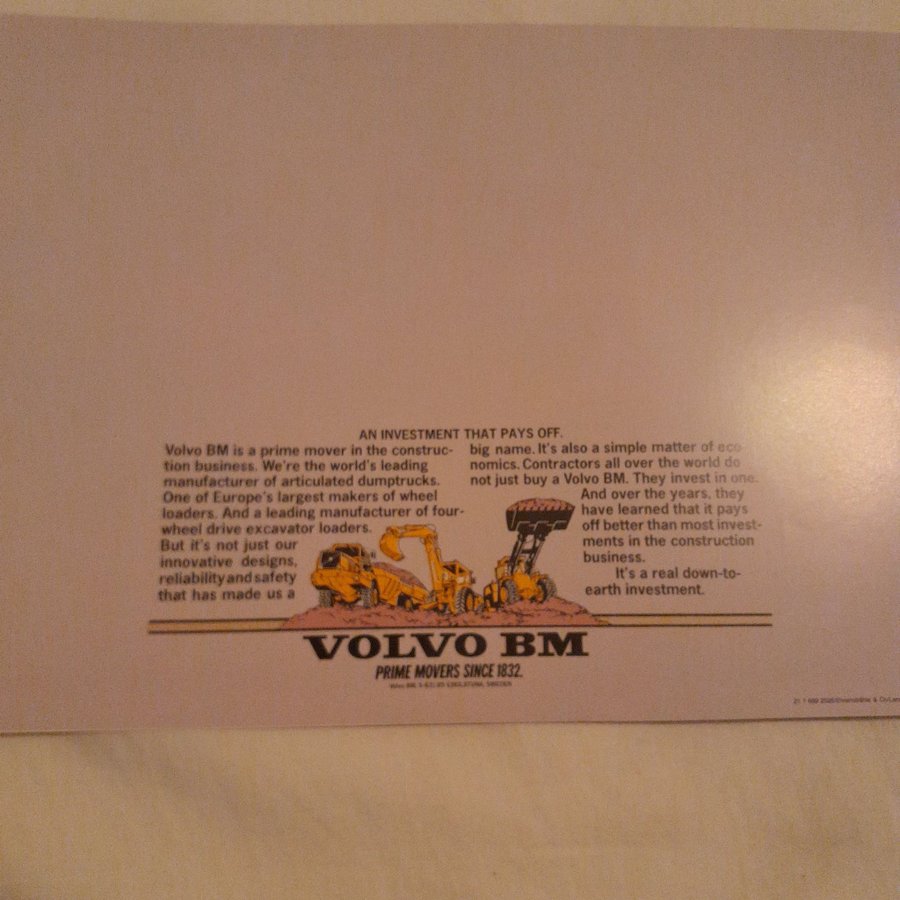 AN INVESTMENT THAT PAYS OFF.
Volvo BM is a prime mover in the construc-
tion business. We're the world's leading
manufacturer of articulated dumptrucks.
One of Europe's largest makers of wheel
loaders. And a leading manufacturer of four-
wheel drive excavator loaders.
But it's not just our
innovative designs,
reliability and safety
that has made us a
big name. It's also a simple matter of eco-
nomics. Contractors all over the world do
not just buy a Volvo BM. They invest in one.
And over the years, they
have learned that it pays
off better than most invest-
ments in the construction
business.
It's a real down-to-
earth investment.
VOLVO BM
PRIME MOVERS SINCE 1832.
Volvo BM, ESKILSTUNA, SWEDEN